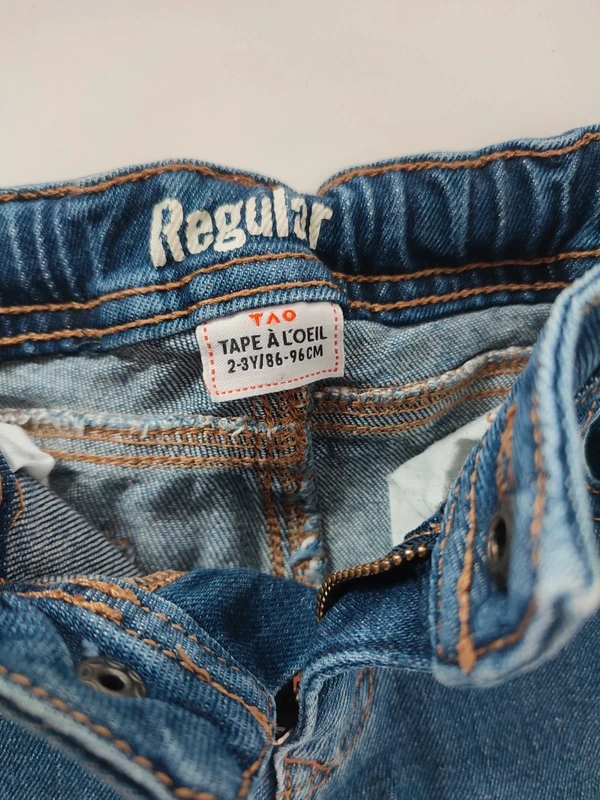 Regular
TAO
TAPE À L'OEIL
2-3Y/86-96CM